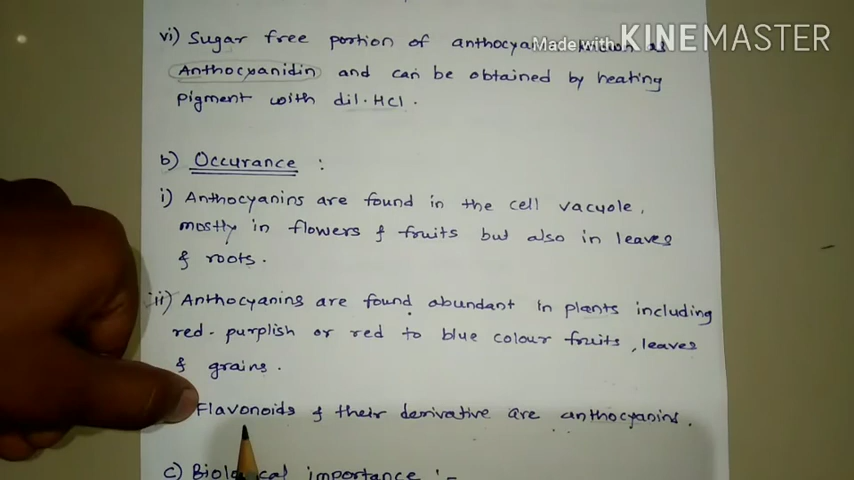 vi) Sugar free portion of anthocyan as
Made with KINEMASTER
Anthocyanidin and can be obtained by heating
pigment with dil. HCl.
b) Occurance :
i) Anthocyanins are found in the cell vacuole,
mostly in flowers & fruits but also in leaves
& roots.
ii) Anthocyanins are found abundant in plants including
red-purplish or red to blue colour fruits, leaves
& grains.
Flavonoids & their derivative are anthocyanins.
c) Biological importance :-